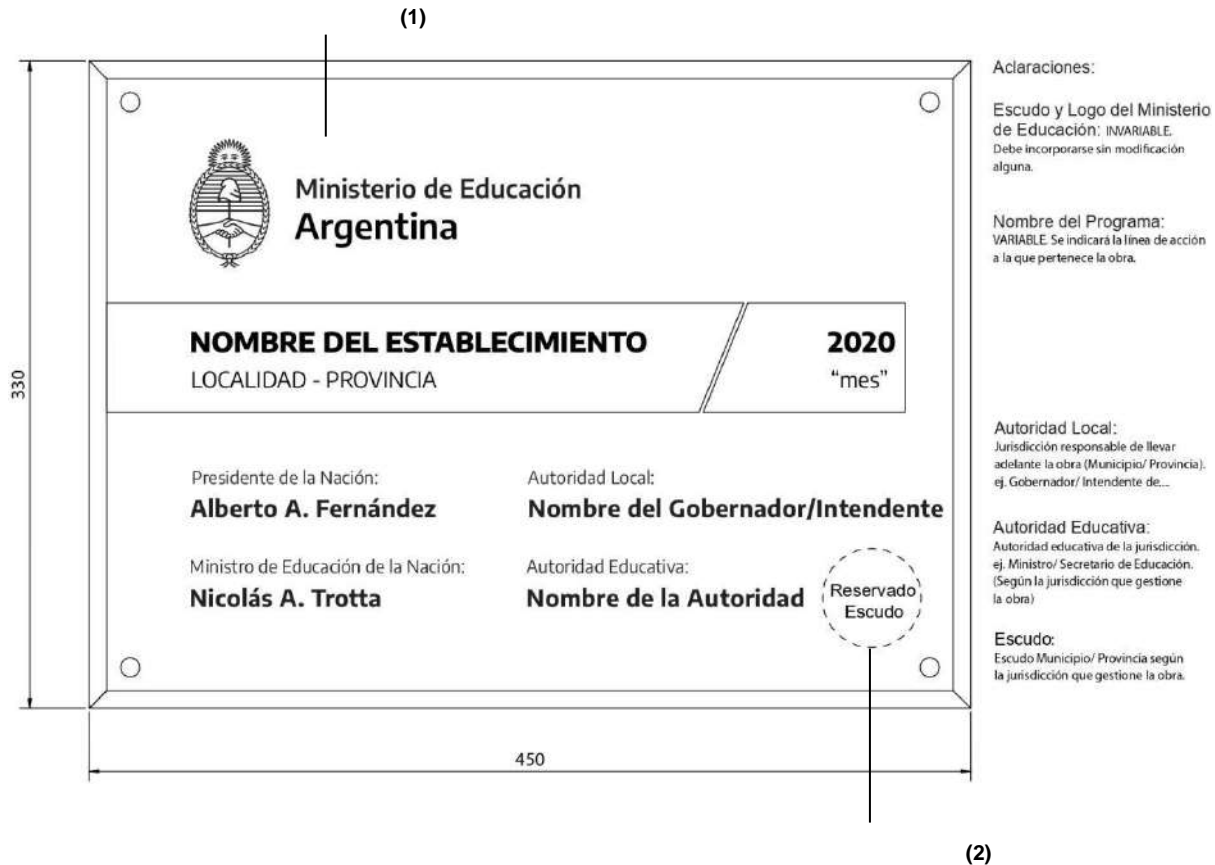 (1)
Ministerio de Educación
Argentina
NOMBRE DEL ESTABLECIMIENTO
LOCALIDAD - PROVINCIA
2020
“mes”
Presidente de la Nación:
Alberto A. Fernández
Autoridad Local:
Nombre del Gobernador/Intendente
Ministro de Educación de la Nación:
Nicolás A. Trotta
Autoridad Educativa:
Nombre de la Autoridad
Reservado
Escudo
330
450
(2)
Aclaraciones:
Escudo y Logo del Ministerio
de Educación: INVARIABLE.
Debe incorporarse sin modificación
alguna.
Nombre del Programa:
VARIABLE. Se indicará la línea de acción
a la que pertenece la obra.
Autoridad Local:
Jurisdicción responsable de llevar
adelante la obra (Municipio/ Provincia).
ej. Gobernador/ Intendente de....
Autoridad Educativa:
Autoridad educativa de la jurisdicción.
ej. Ministro/ Secretario de Educación.
(Según la jurisdicción que gestione
la obra)
Escudo:
Escudo Municipio/ Provincia según
la jurisdicción que gestione la obra.